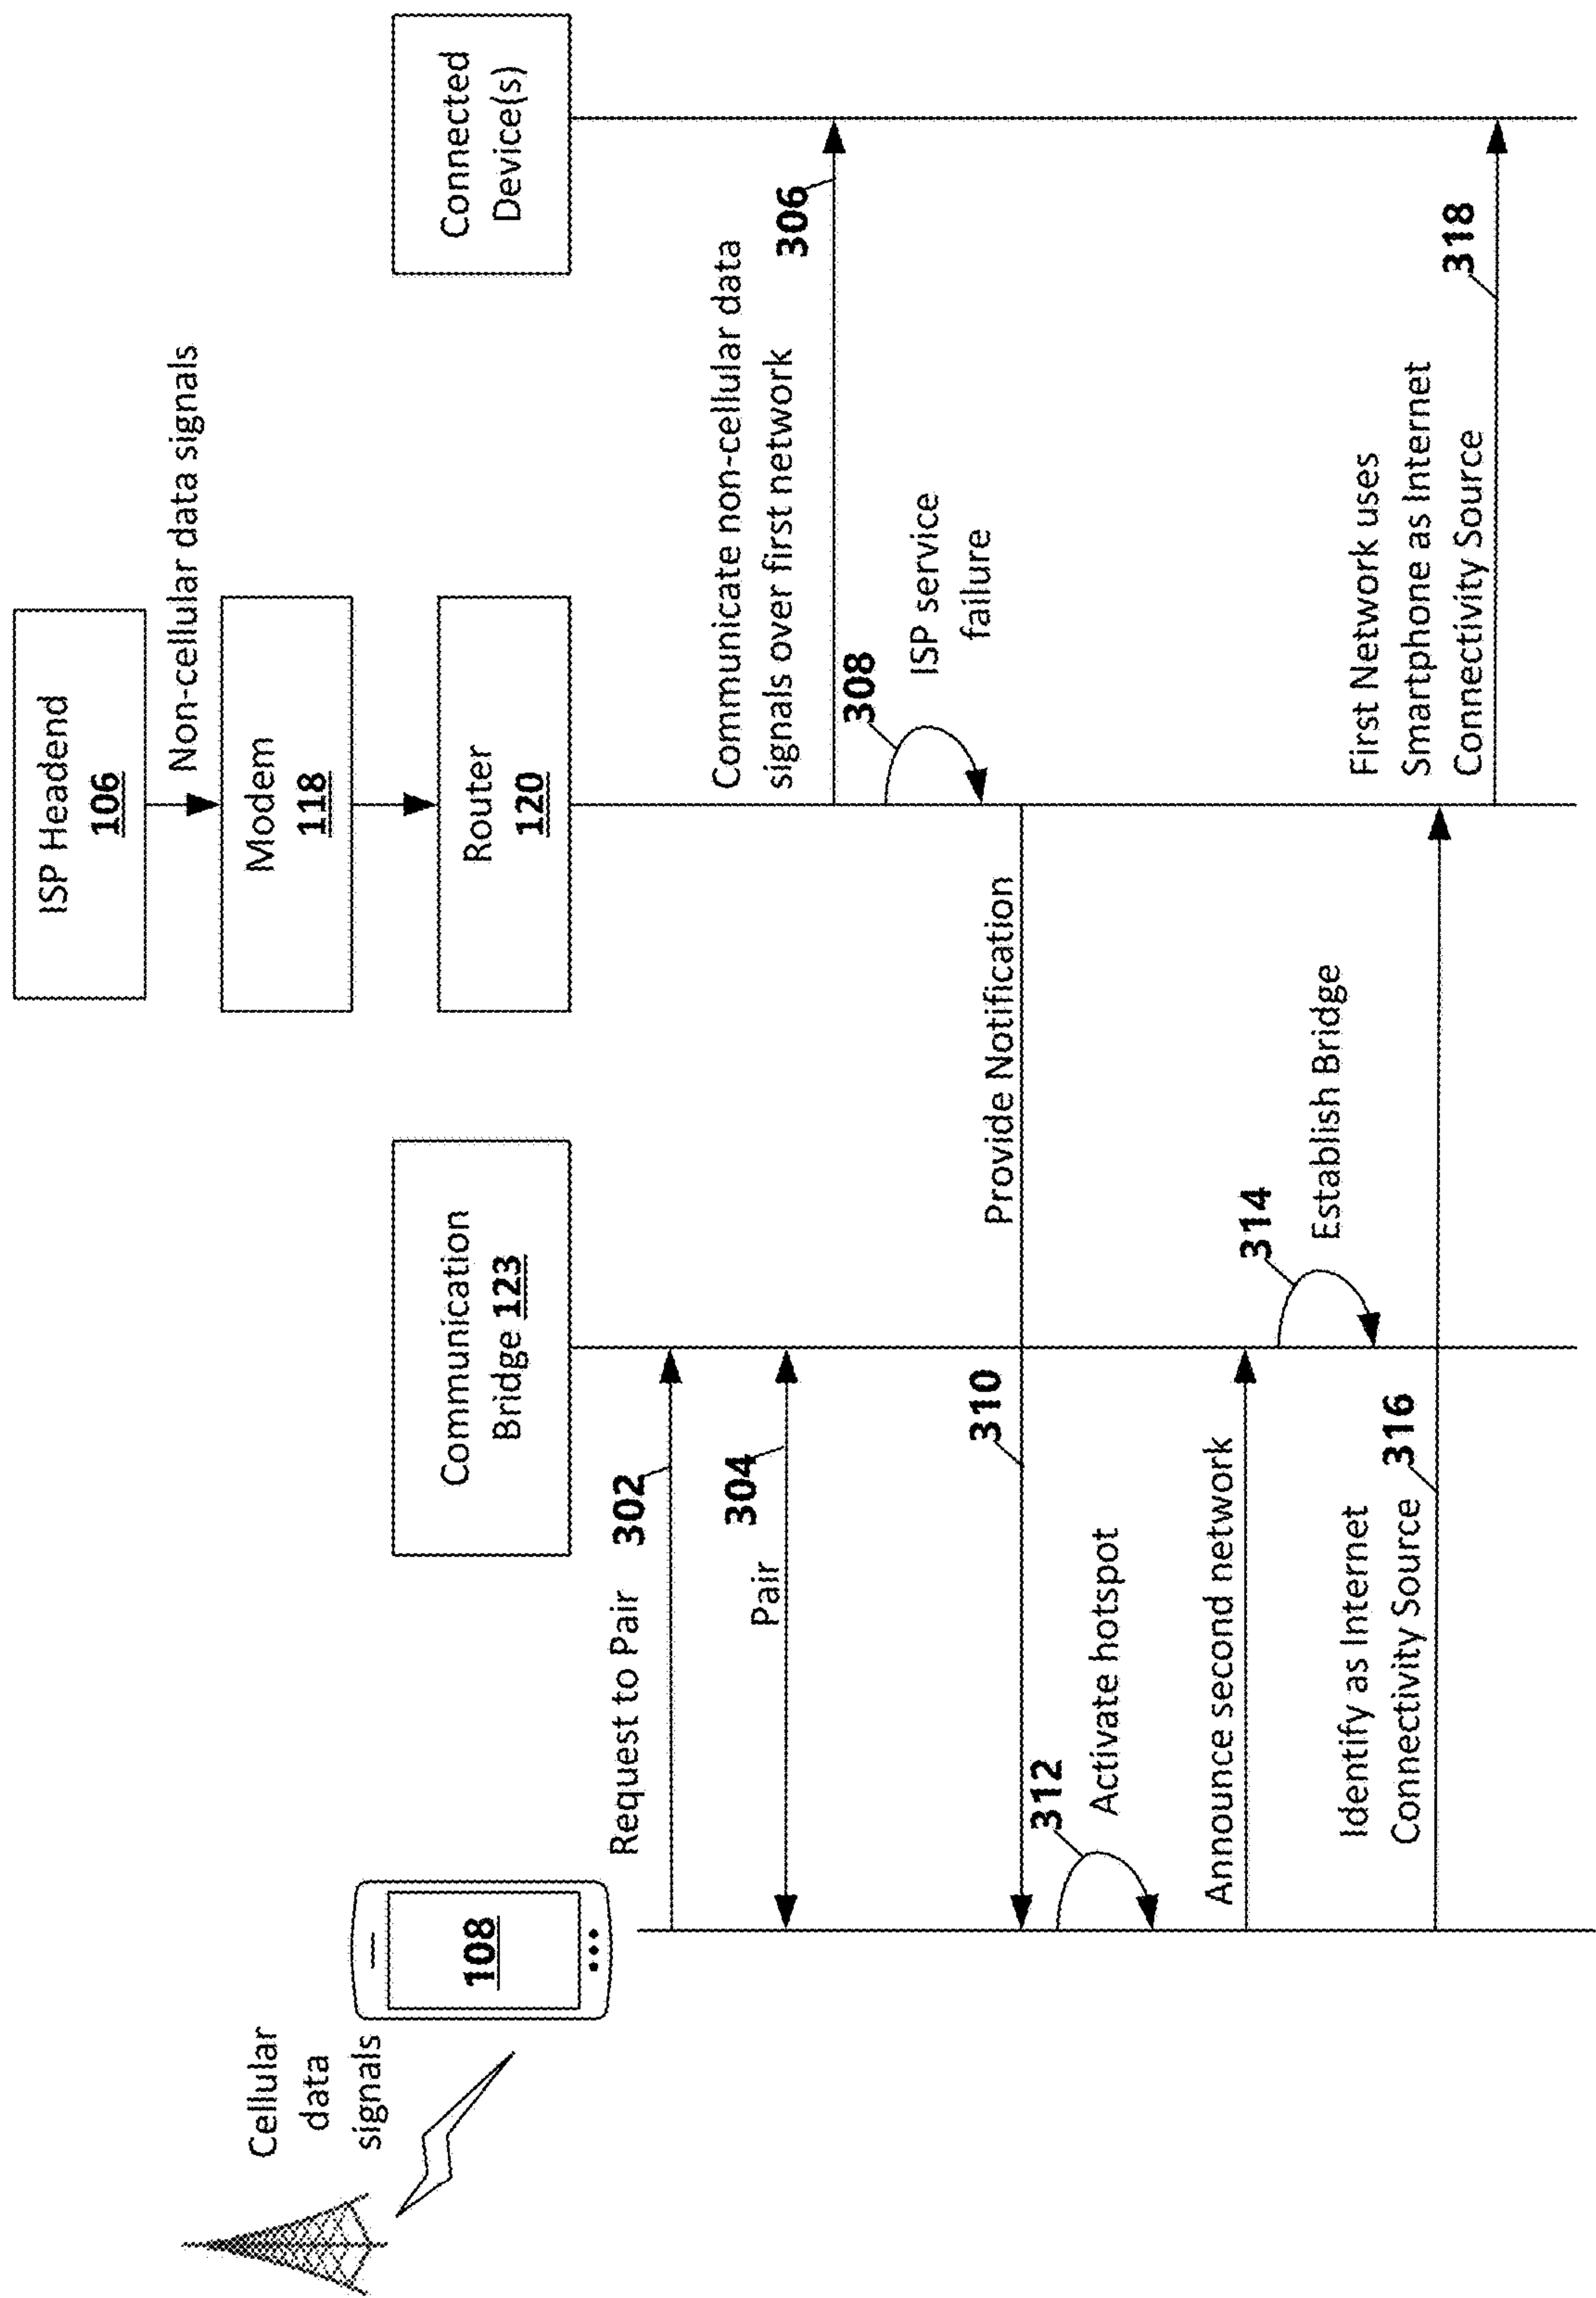 ISP Headend
106
Non-cellular data signals
Modem
118
Cellular
data
signals
108
Communication
Bridge 123
Router
120
Connected
Device(s)
Request to Pair
302
304
Pair
Communicate non-cellular data
signals over first network
306
308
ISP service
failure
Provide Notification
310
312
Activate hotspot
Announce second network
314
Establish Bridge
Identify as Internet
Connectivity Source
316
First Network uses
Smartphone as Internet
Connectivity Source
318